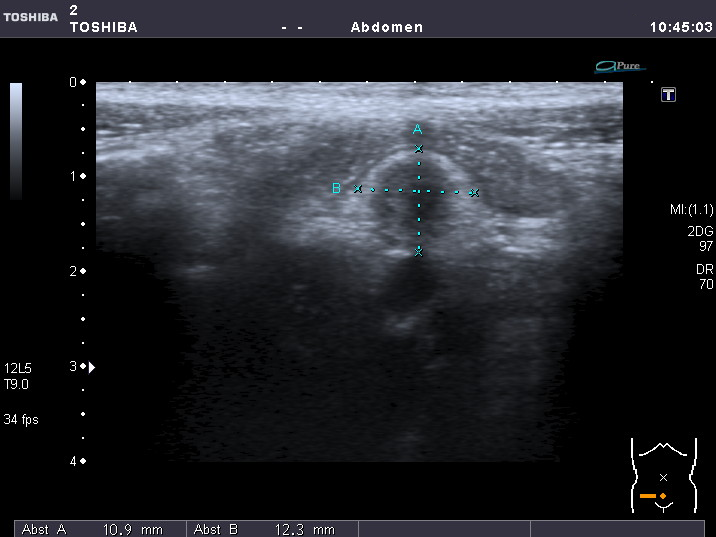 TOSHIBA
2
TOSHIBA - - Abdomen 10:45:03
Pure
T
0
A
1
B
MI:(1.1)
2DG
97
DR
70
2
3
12L5
T9.0
34 fps
4
Abst A 10.9 mm Abst B 12.3 mm